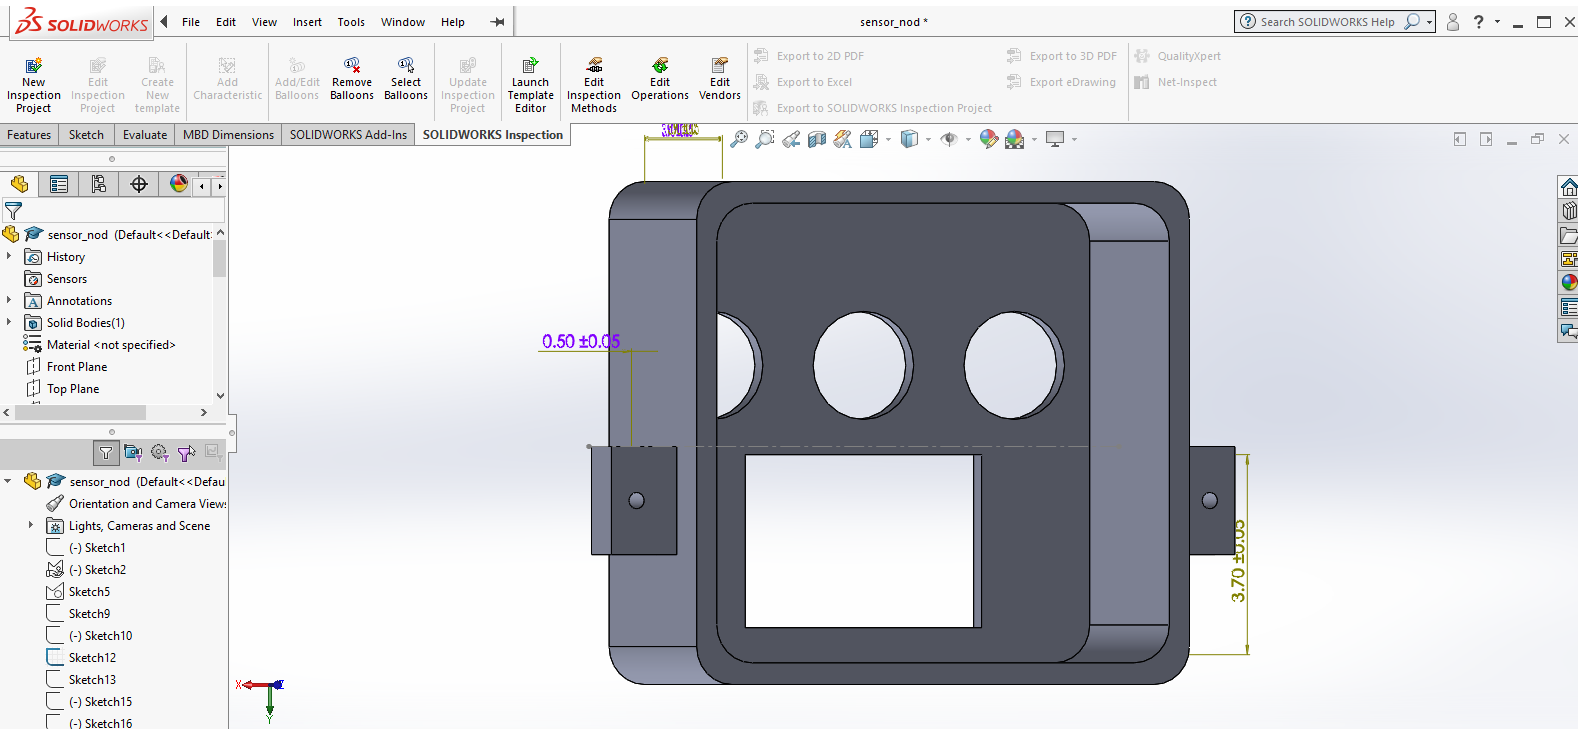 SOLIDWORKS
File Edit View Insert Tools Window Help
sensor_nod *
Search SOLIDWORKS Help
New Inspection Project
Edit Inspection Project
Create New template
Add Characteristic
Add/Edit Balloons
Remove Balloons
Select Balloons
Update Inspection Project
Launch Template Editor
Edit Inspection Methods
Edit Operations
Edit Vendors
Export to 2D PDF
Export to Excel
Export to SOLIDWORKS Inspection Project
Export to 3D PDF
Export eDrawing
QualityXpert
Net-Inspect
Features Sketch Evaluate MBD Dimensions SOLIDWORKS Add-Ins SOLIDWORKS Inspection
sensor_nod (Default<<Default
History
Sensors
Annotations
Solid Bodies(1)
Material <not specified>
Front Plane
Top Plane
sensor_nod (Default<<Defau
Orientation and Camera Views
Lights, Cameras and Scene
(-) Sketch1
(-) Sketch2
Sketch5
Sketch9
(-) Sketch10
Sketch12
Sketch13
(-) Sketch15
(-) Sketch16
0.50 ±0.05
3.70 ±0.05
X
Z
Y